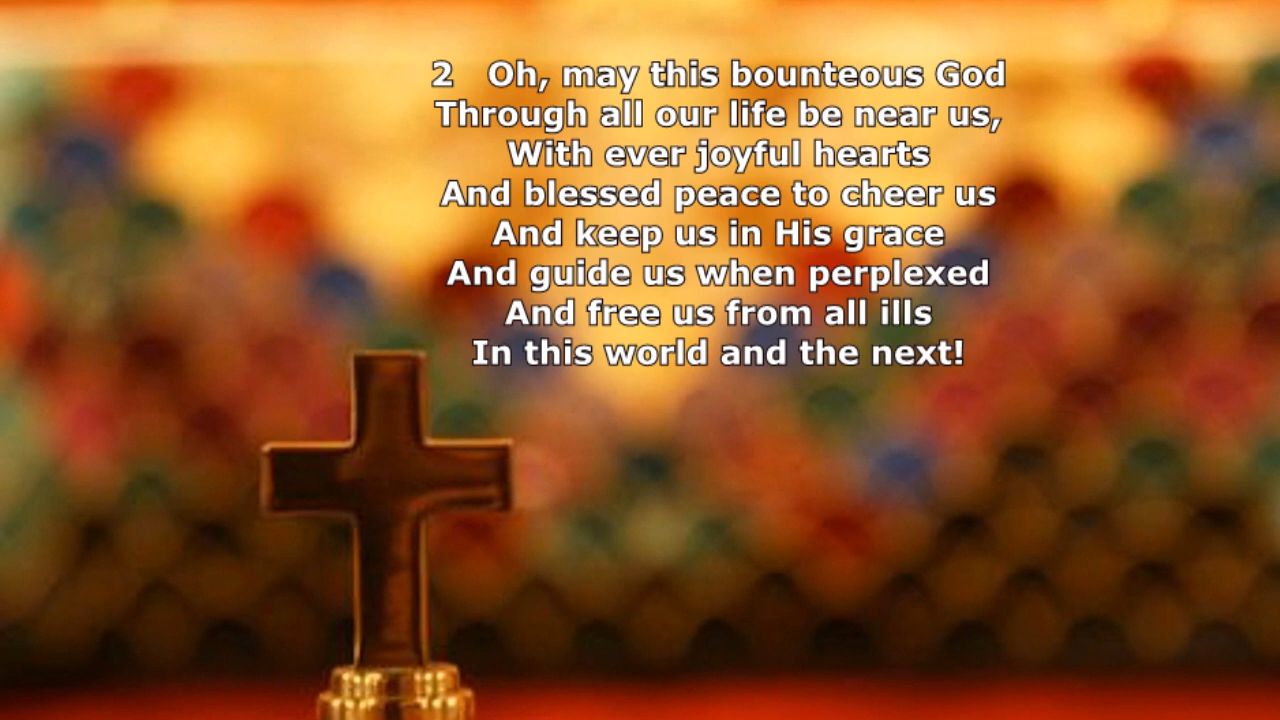 2 Oh, may this bounteous God
Through all our life be near us,
With ever joyful hearts
And blessed peace to cheer us
And keep us in His grace
And guide us when perplexed
And free us from all ills
In this world and the next!